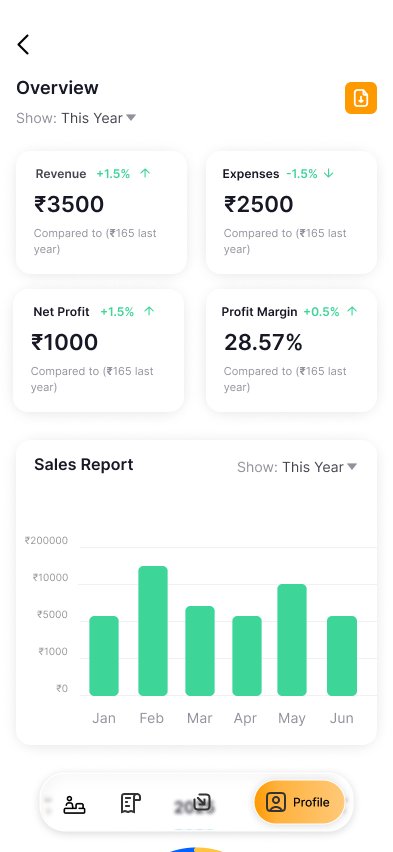 Overview
Show: This Year
Revenue +1.5%
₹3500
Compared to (₹165 last
year)
Expenses -1.5%
₹2500
Compared to (₹165 last
year)
Net Profit +1.5%
₹1000
Compared to (₹165 last
year)
Profit Margin +0.5%
28.57%
Compared to (₹165 last
year)
Sales Report
Show: This Year
₹200000
₹10000
₹5000
₹1000
₹0
Jan Feb Mar Apr May Jun
Profile